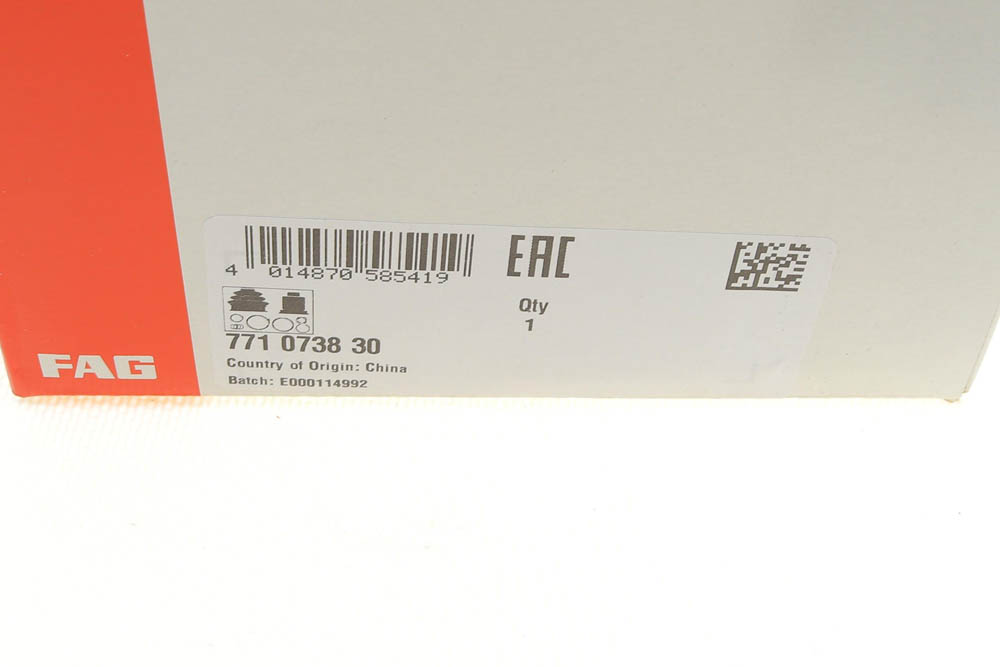 4 014870 585419
EAC
Qty
1
771 0738 30
Country of Origin: China
Batch: E000114992
FAG